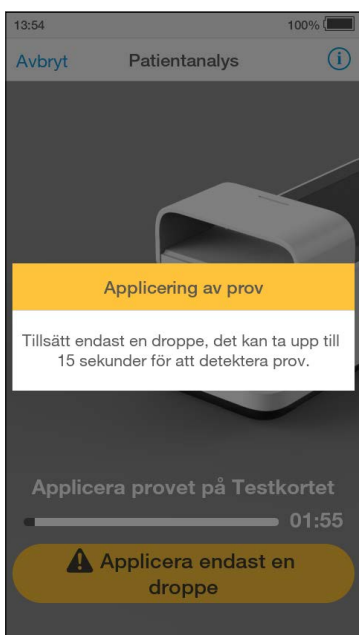 13:54 100%
Avbryt Patientanalys i
Applicering av prov
Tillsätt endast en droppe, det kan ta upp till
15 sekunder för att detektera prov.
Applicera provet på Testkortet
01:55
Applicera endast en
droppe